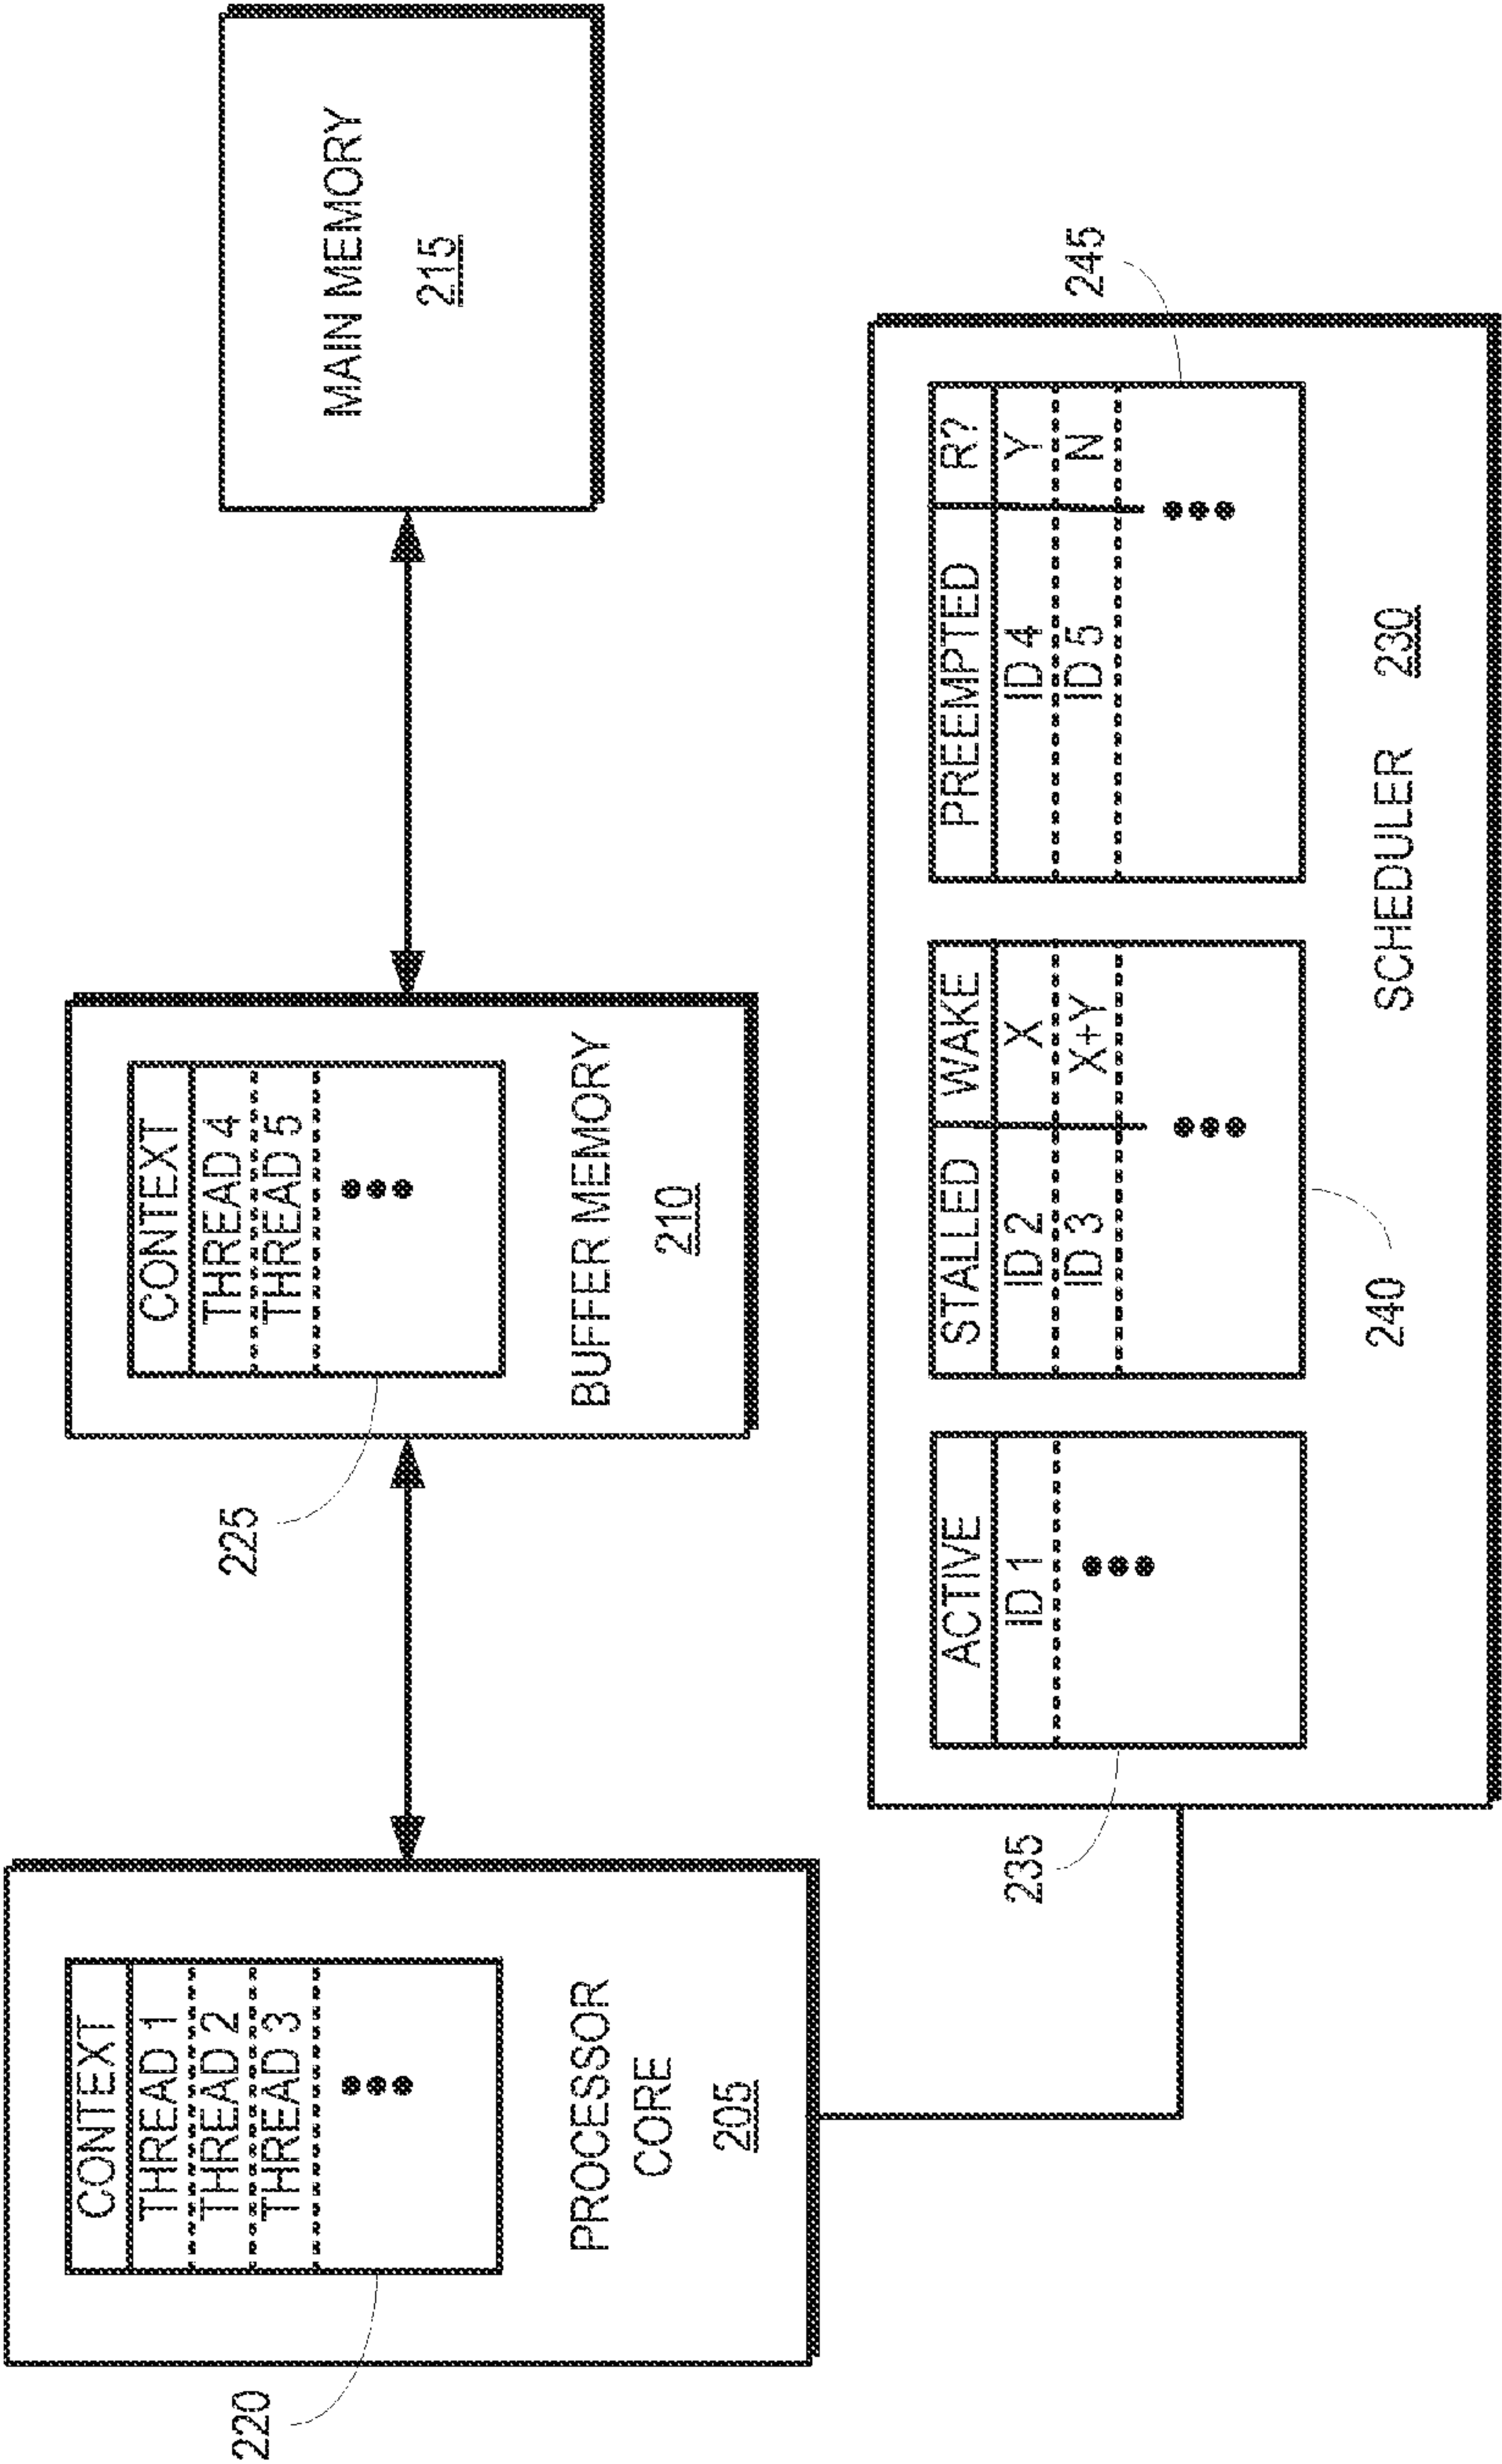 CONTEXT
THREAD 1
THREAD 2
THREAD 3
PROCESSOR
CORE
205
220
CONTEXT
THREAD 4
THREAD 5
BUFFER MEMORY
210
225
MAIN MEMORY
215
ACTIVE
ID 1
235
STALLED WAKE
ID 2 X
ID 3 X+Y
240
PREEMPTED R?
ID 4 Y
ID 5 N
245
SCHEDULER 230